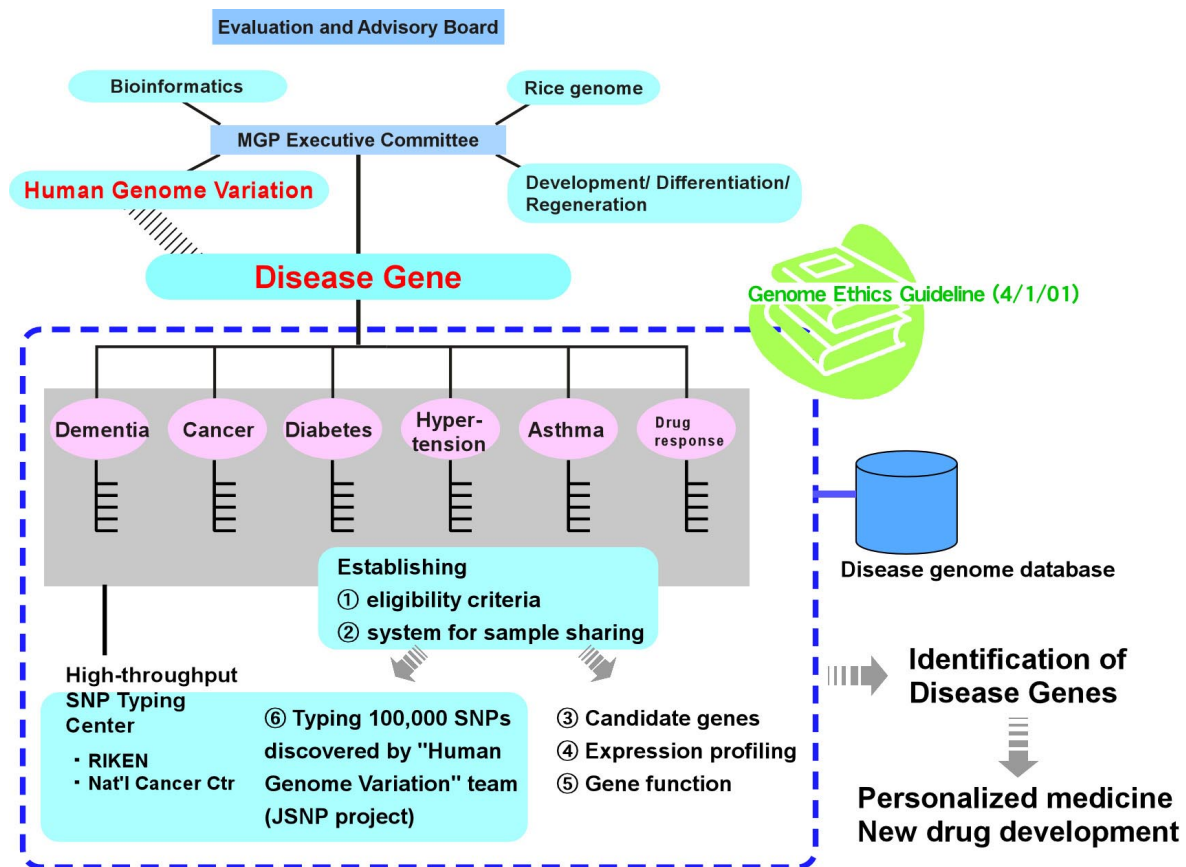 Evaluation and Advisory Board
Bioinformatics
Rice genome
MGP Executive Committee
Human Genome Variation
Development/ Differentiation/
Regeneration
Disease Gene
Genome Ethics Guideline (4/1/01)
Dementia
Cancer
Diabetes
Hyper-
tension
Asthma
Drug
response
Disease genome database
Establishing
① eligibility criteria
② system for sample sharing
High-throughput
SNP Typing
Center
・RIKEN
・Nat'l Cancer Ctr
⑥ Typing 100,000 SNPs
discovered by "Human
Genome Variation" team
(JSNP project)
③ Candidate genes
④ Expression profiling
⑤ Gene function
Identification of
Disease Genes
Personalized medicine
New drug development